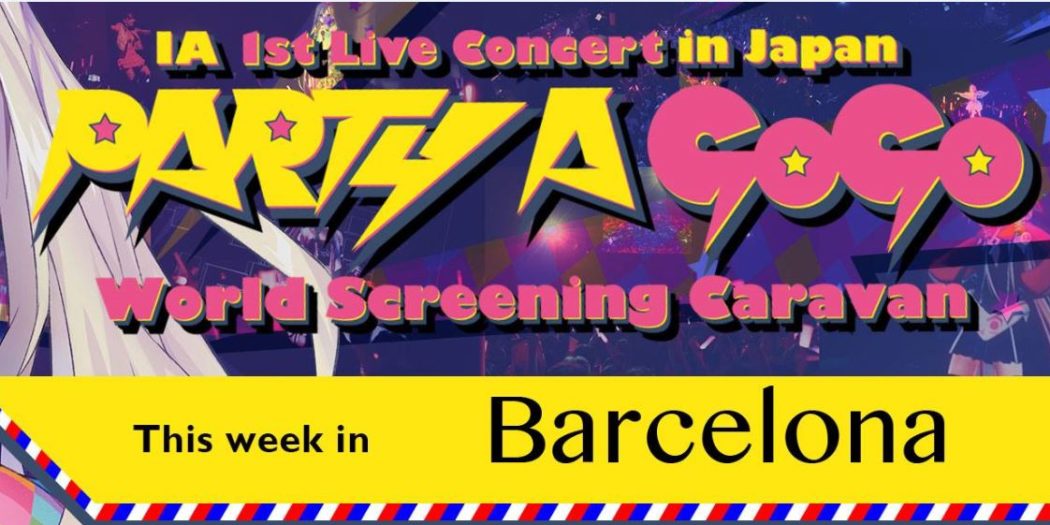 IA 1st Live Concert in Japan
PARTY A GoGo
World Screening Caravan
This week in Barcelona